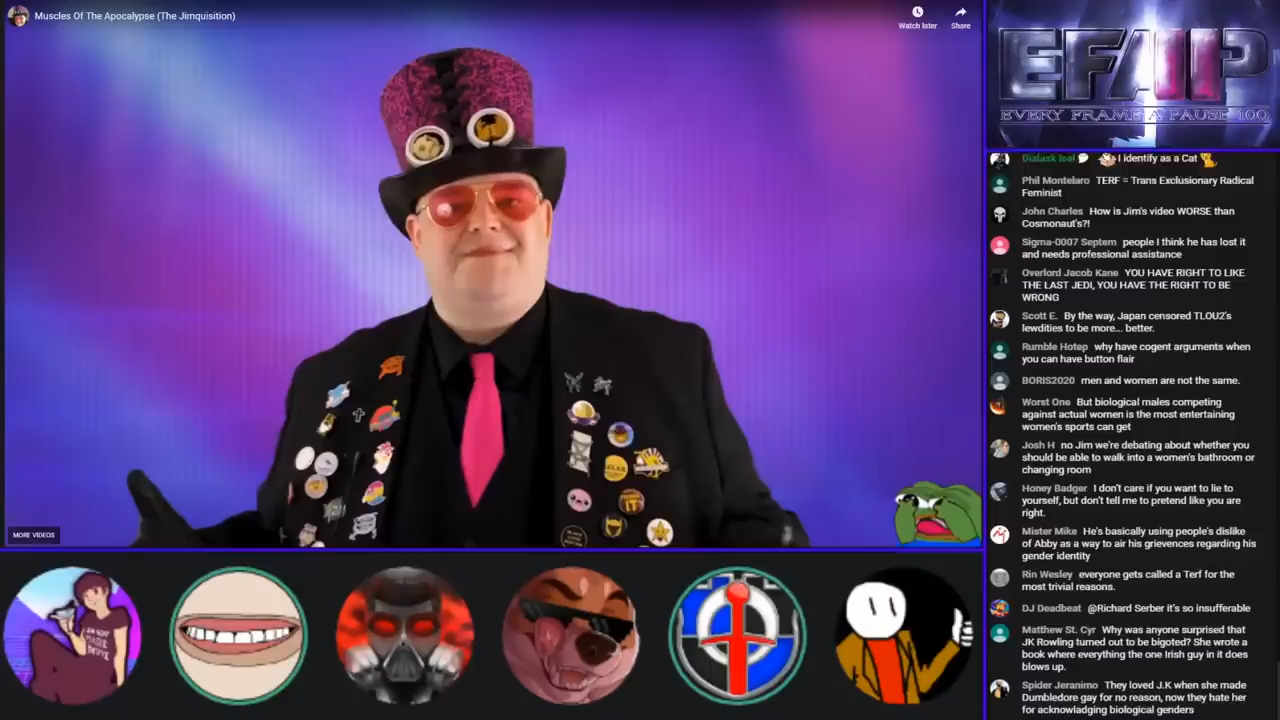 Muscles Of The Apocalypse (The Jimquisition)
Watch later
Share
MORE VIDEOS
EFAP
EVERY FRAME A PAUSE 100
I identify as a Cat
Phil Montelaro TERF = Trans Exclusionary Radical
Feminist
John Charles How is Jim's video WORSE than
Cosmonaut's?!
Sigma-0007 Septem people I think he has lost it
and needs professional assistance
Overlord Jacob Kane YOU HAVE RIGHT TO LIKE
THE LAST JEDI, YOU HAVE THE RIGHT TO BE
WRONG
Scott E. By the way, Japan censored TLOU2's
lewdities to be more... better.
Rumble Hotep why have cogent arguments when
you can have button flair
BORIS2020 men and women are not the same.
Worst One But biological males competing
against actual women is the most entertaining
women's sports can get
Josh H no Jim we're debating about whether you
should be able to walk into a women's bathroom or
changing room
Honey Badger I don't care if you want to lie to
yourself, but don't tell me to pretend like you are
right.
Mister Mike He's basically using people's dislike
of Abby as a way to air his grievences regarding his
gender identity
Rin Wesley everyone gets called a Terf for the
most trivial reasons.
DJ Deadbeat @Richard Serber it's so insufferable
Matthew St. Cyr Why was anyone surprised that
JK Rowling turned out to be bigoted? She wrote a
book where everything the one Irish guy in it does
blows up.
Spider Jeranimo They loved J.K when she made
Dumbledore gay for no reason, now they hate her
for acknowladging biological genders